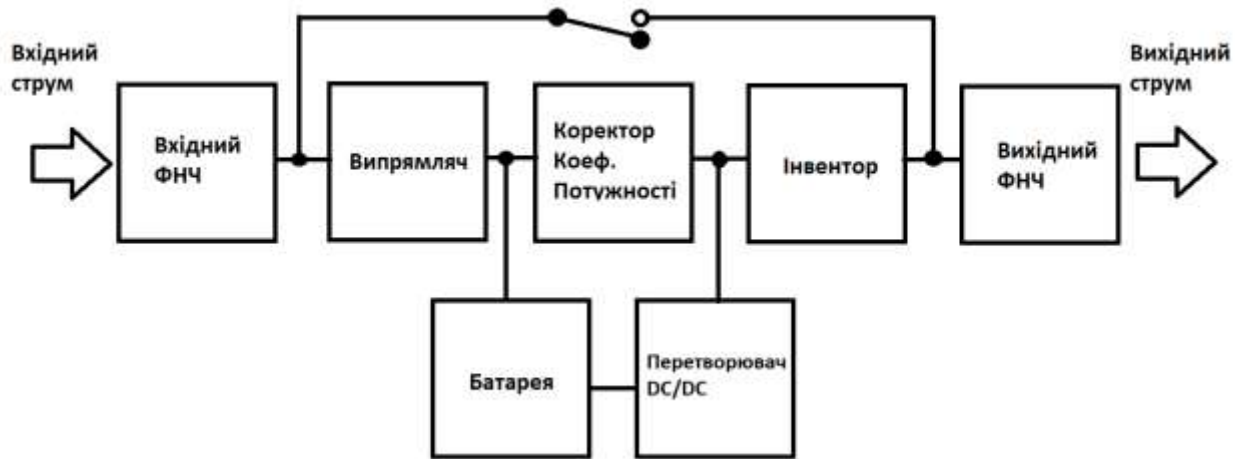 Вхідний
струм
Вхідний
ФНЧ
Випрямляч
Коректор
Коеф.
Потужності
Інвентор
Вихідний
ФНЧ
Вихідний
струм
Батарея
Перетворювач
DC/DC